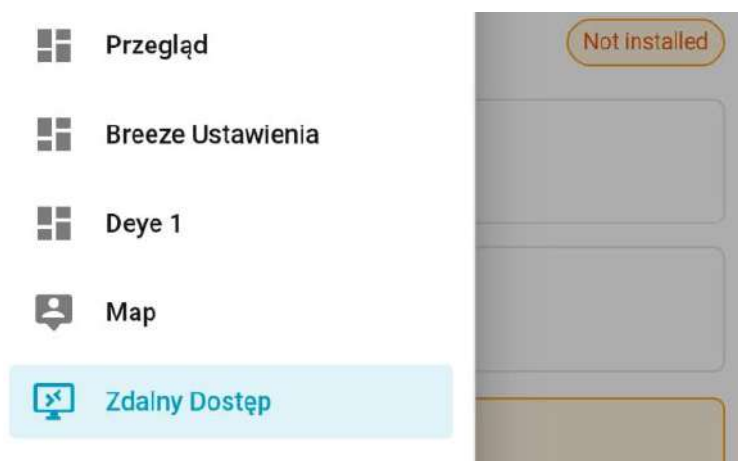 Przegląd
Not installed
Breeze Ustawienia
Deye 1
Map
Zdalny Dostęp